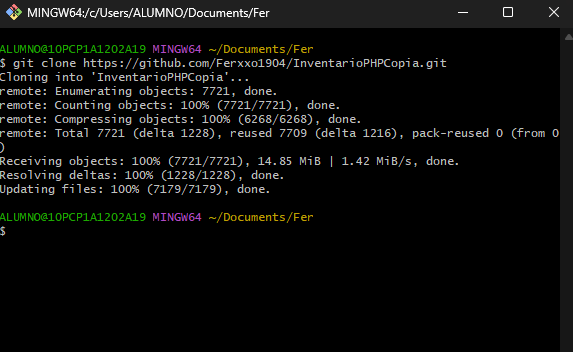 MINGW64:/c/Users/ALUMNO/Documents/Fer
ALUMNO@10PCP1A1202A19 MINGW64 ~/Documents/Fer
$ git clone https://github.com/Ferxxo1904/InventarioPHPCopia.git
Cloning into 'InventarioPHPCopia'...
remote: Enumerating objects: 7721, done.
remote: Counting objects: 100% (7721/7721), done.
remote: Compressing objects: 100% (6268/6268), done.
remote: Total 7721 (delta 1228), reused 7709 (delta 1216), pack-reused 0 (from 0
)
Receiving objects: 100% (7721/7721), 14.85 MiB | 1.42 MiB/s, done.
Resolving deltas: 100% (1228/1228), done.
Updating files: 100% (7179/7179), done.
ALUMNO@10PCP1A1202A19 MINGW64 ~/Documents/Fer
$